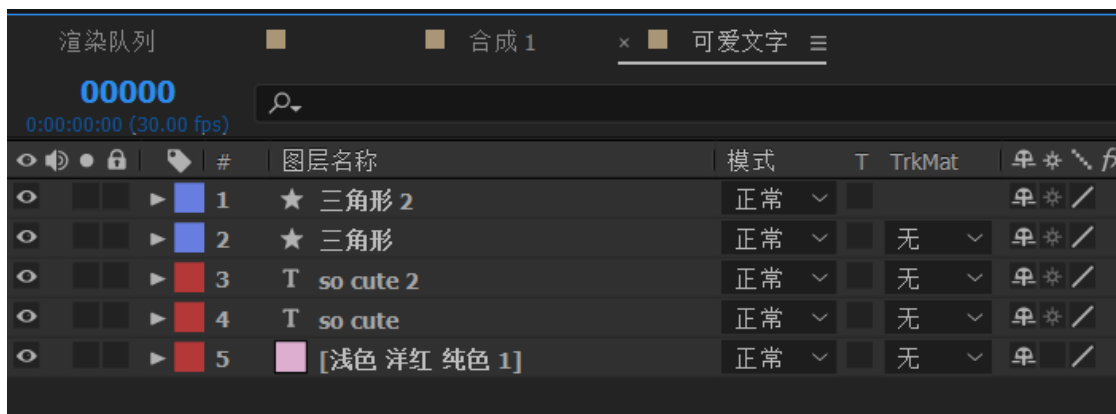 渲染队列 合成 1 × 可爱文字 ≡
00000
0:00:00:00 (30.00 fps)
# 图层名称 模式 T TrkMat fx
1 三角形 2 正常
2 三角形 正常 无
3 T so cute 2 正常 无
4 T so cute 正常 无
5 [浅色 洋红 纯色 1] 正常 无